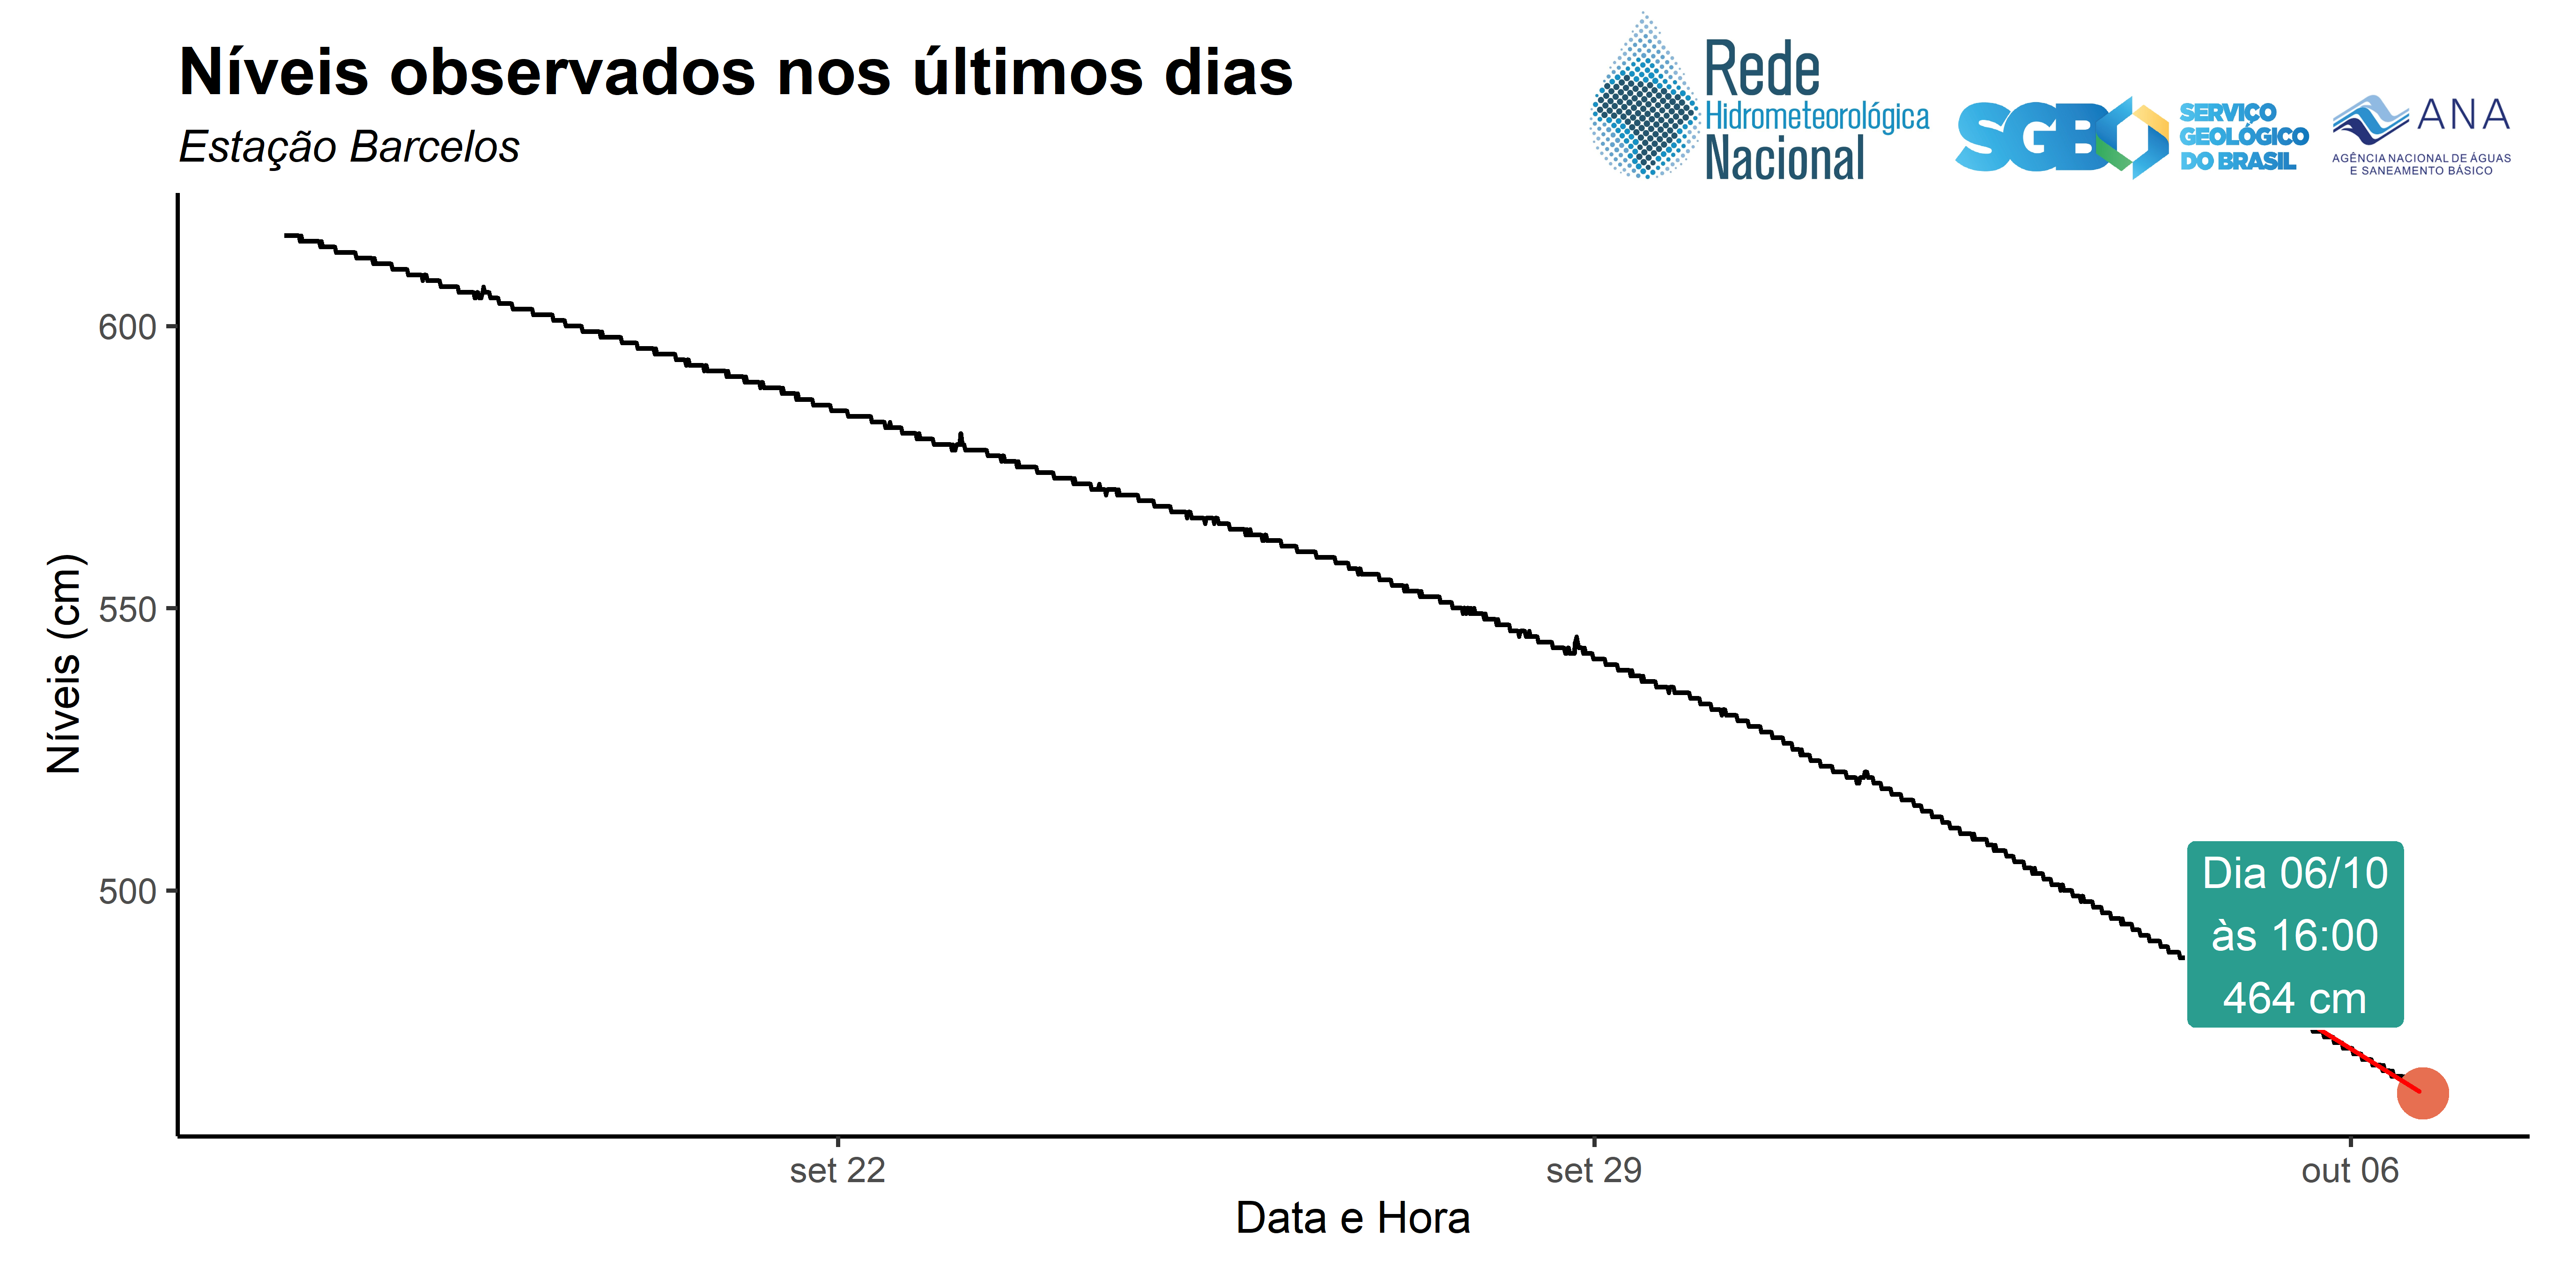 Níveis observados nos últimos dias
Estação Barcelos
Rede
Hidrometeorológica
Nacional
SGB
SERVIÇO
GEOLÓGICO
DO BRASIL
ANA
AGÊNCIA NACIONAL DE ÁGUAS
E SANEAMENTO BÁSICO
Níveis (cm)
600
550
500
Dia 06/10
às 16:00
464 cm
set 22
set 29
out 06
Data e Hora